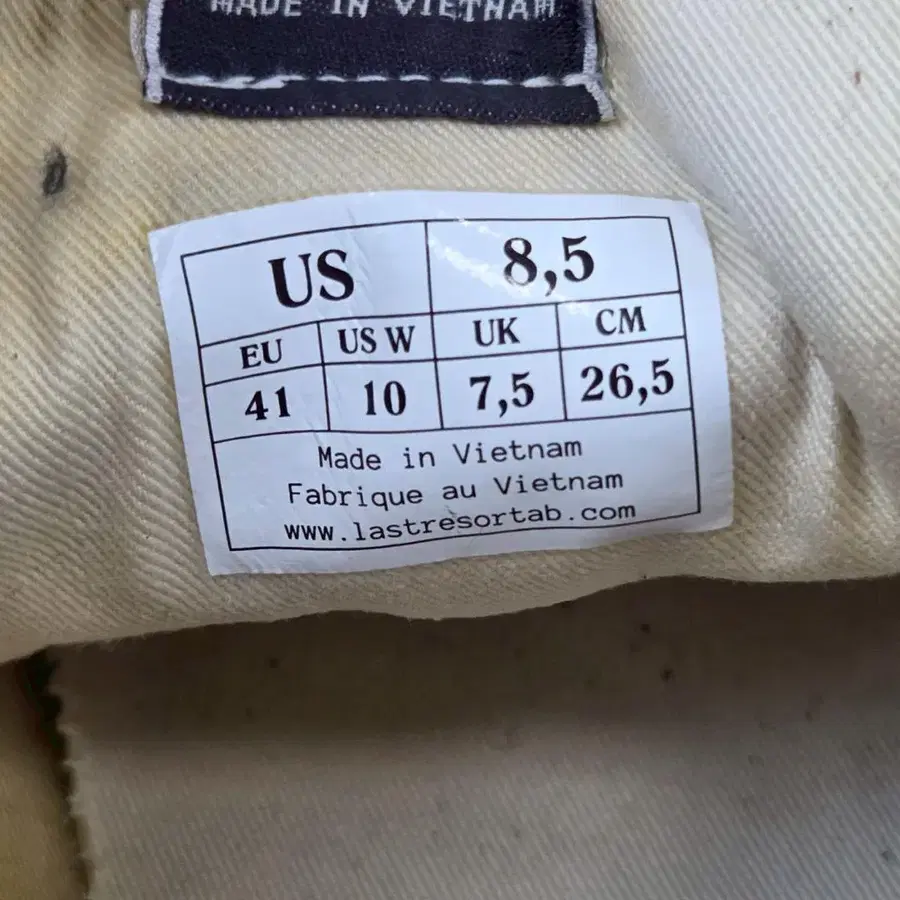 MADE IN VIETNAM
US 8,5
EU US W UK CM
41 10 7,5 26,5
Made in Vietnam
Fabrique au Vietnam
www.lastresortab.com